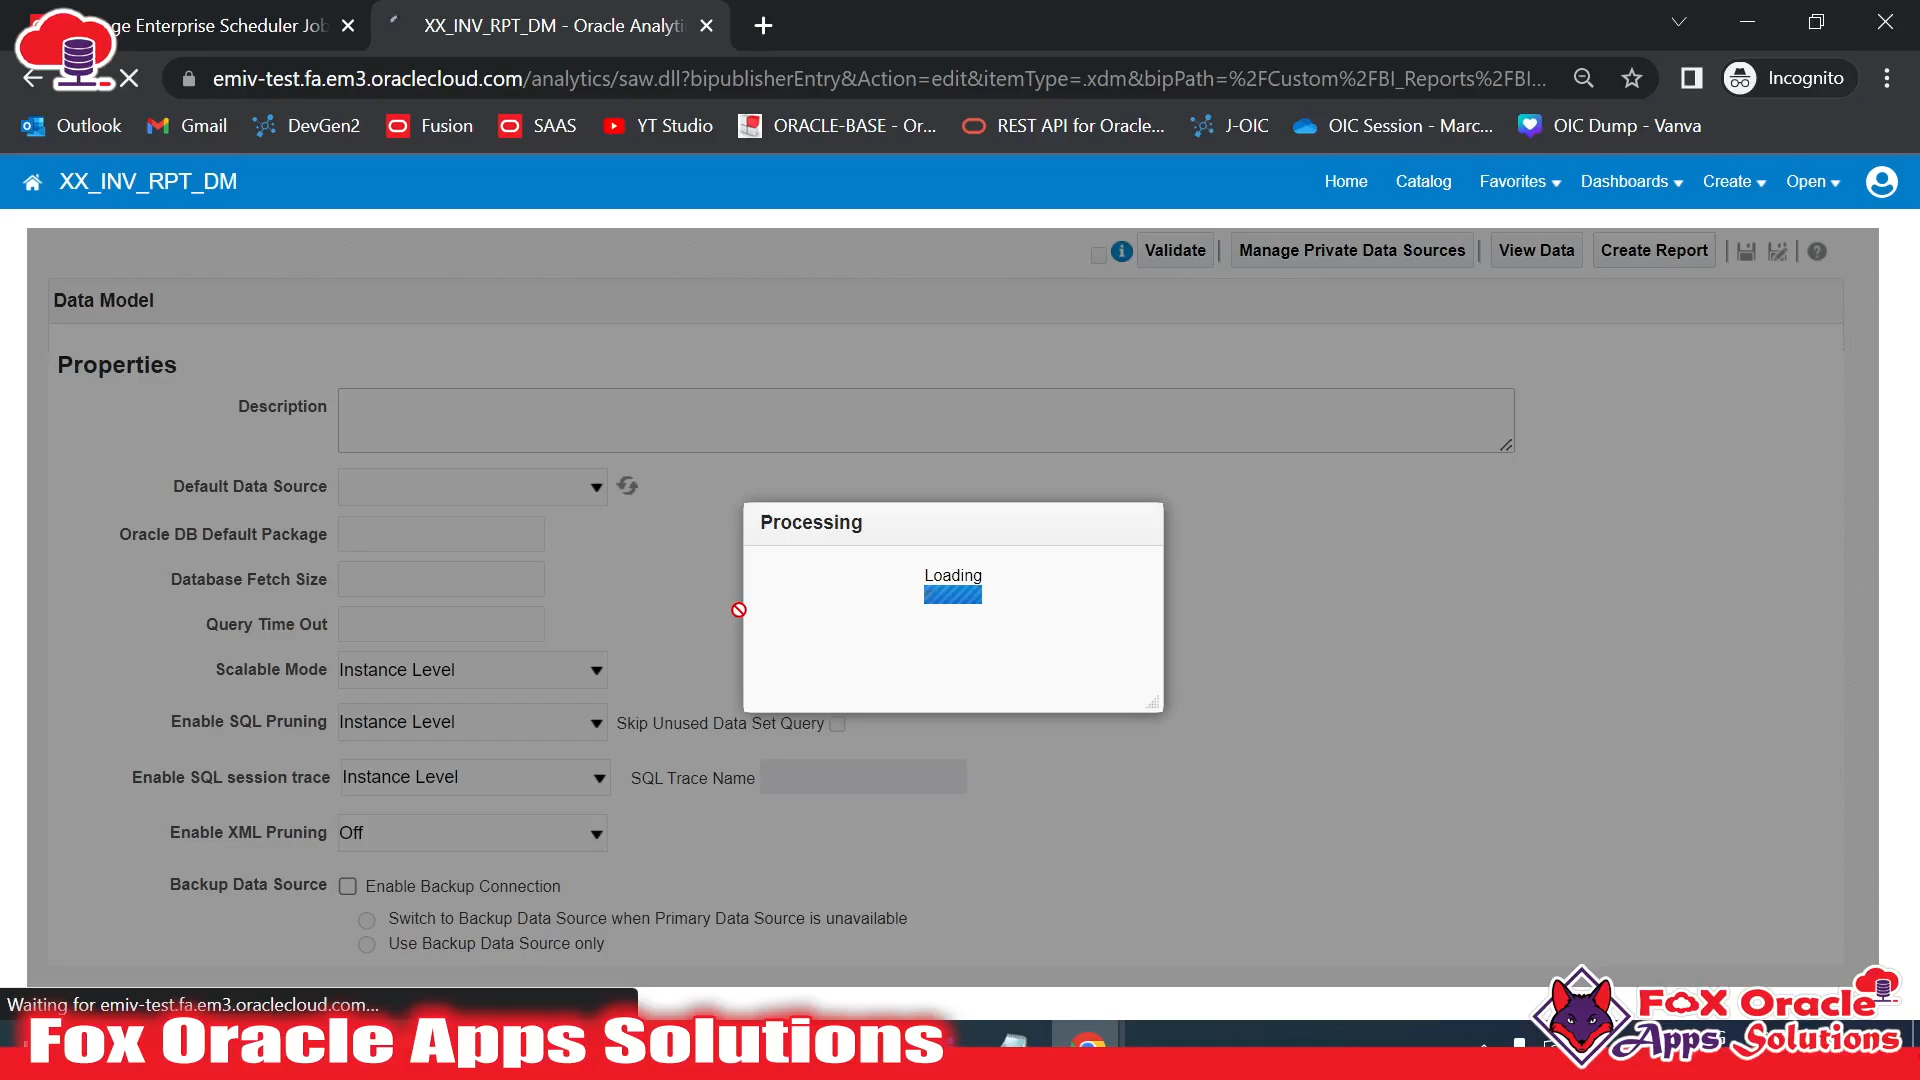 ge Enterprise Scheduler Job
XX_INV_RPT_DM - Oracle Analyti
emiv-test.fa.em3.oraclecloud.com/analytics/saw.dll?bipublisherEntry&Action=edit&itemType=.xdm&bipPath=%2FCustom%2FBI_Reports%2FBI...
Incognito
Outlook
Gmail
DevGen2
Fusion
SAAS
YT Studio
ORACLE-BASE - Or...
REST API for Oracle...
J-OIC
OIC Session - Marc...
OIC Dump - Vanva
XX_INV_RPT_DM
Home
Catalog
Favorites
Dashboards
Create
Open
Validate
Manage Private Data Sources
View Data
Create Report
Data Model
Properties
Description
Default Data Source
Oracle DB Default Package
Database Fetch Size
Query Time Out
Scalable Mode
Instance Level
Enable SQL Pruning
Instance Level
Skip Unused Data Set Query
Enable SQL session trace
Instance Level
SQL Trace Name
Enable XML Pruning
Off
Backup Data Source
Enable Backup Connection
Switch to Backup Data Source when Primary Data Source is unavailable
Use Backup Data Source only
Processing
Loading
Waiting for emiv-test.fa.em3.oraclecloud.com...
Fox Oracle Apps Solutions
Fox Oracle
Apps Solutions